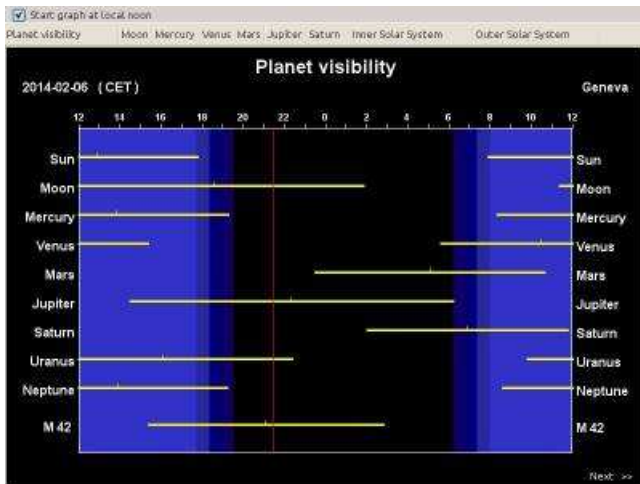 Start graph at local noon
Planet visibility Moon Mercury Venus Mars Jupiter Saturn Inner Solar System Outer Solar System
Planet visibility
2014-02-06 (CET) Geneva
12 14 16 18 20 22 0 2 4 6 8 10 12
Sun Sun
Moon Moon
Mercury Mercury
Venus Venus
Mars Mars
Jupiter Jupiter
Saturn Saturn
Uranus Uranus
Neptune Neptune
M 42 M 42
Next >>